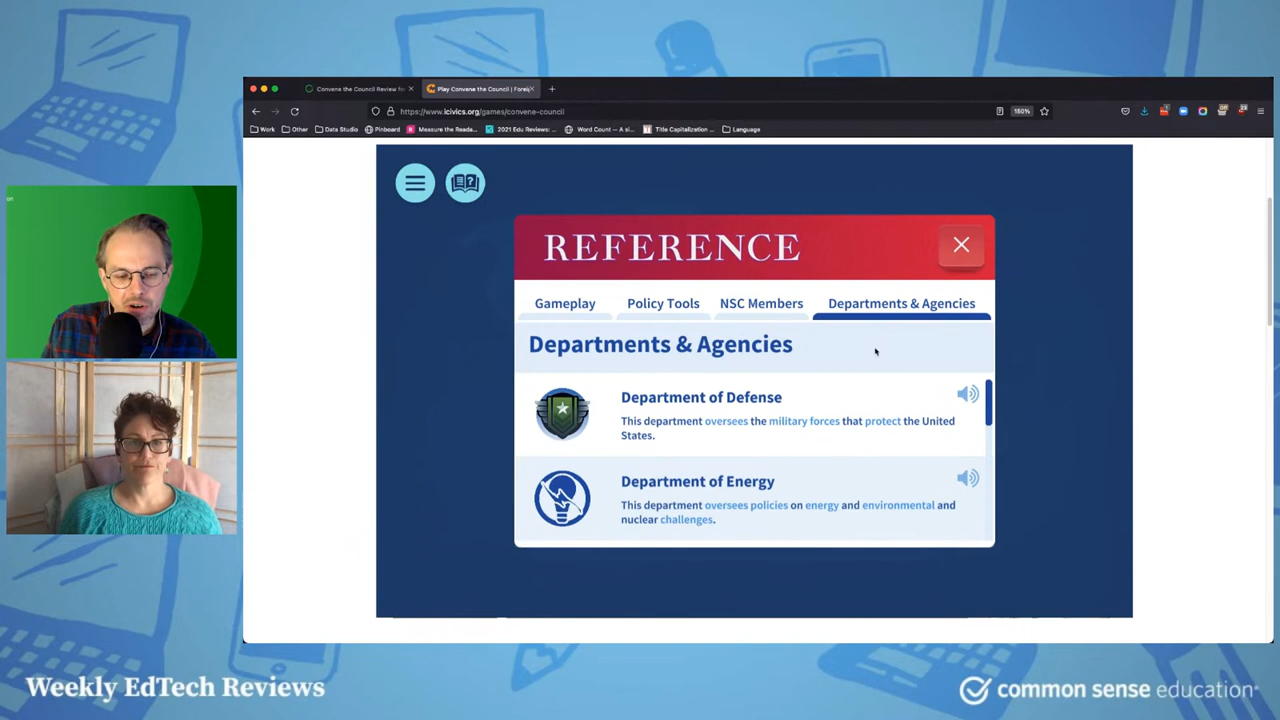 Convene the Council Review fo
Play Convene the Council | Forei
https://www.icivics.org/games/convene-council
150%
Work
Other
Data Studio
Pinboard
Measure the Reada...
2021 Edu Reviews: ...
Word Count — A si...
Title Capitalization ...
Language
on
REFERENCE
Gameplay
Policy Tools
NSC Members
Departments & Agencies
Departments & Agencies
Department of Defense
This department oversees the military forces that protect the United
States.
Department of Energy
This department oversees policies on energy and environmental and
nuclear challenges.
Weekly EdTech Reviews
common sense education®